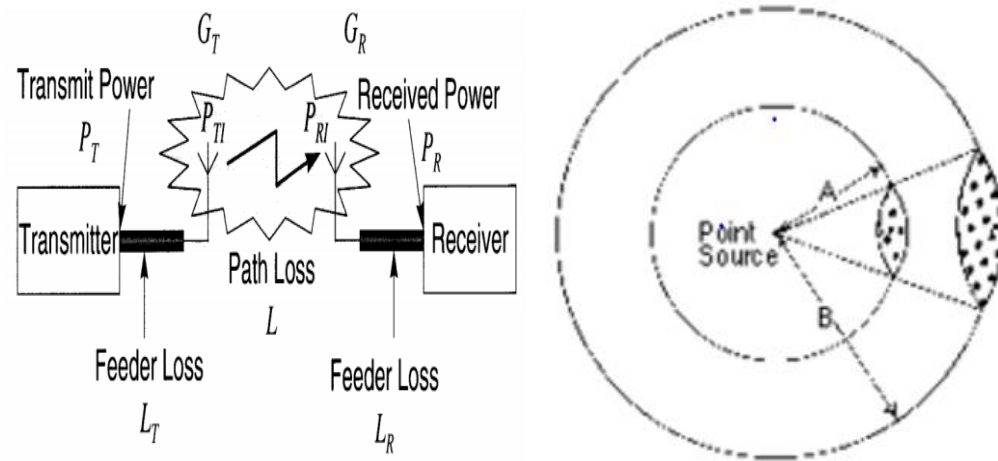 G_T
G_R
Transmit Power
P_T
P_TI
P_RI
Received Power
P_R
Transmitter
Receiver
Path Loss
L
Feeder Loss
L_T
Feeder Loss
L_R
A
Point
Source
B